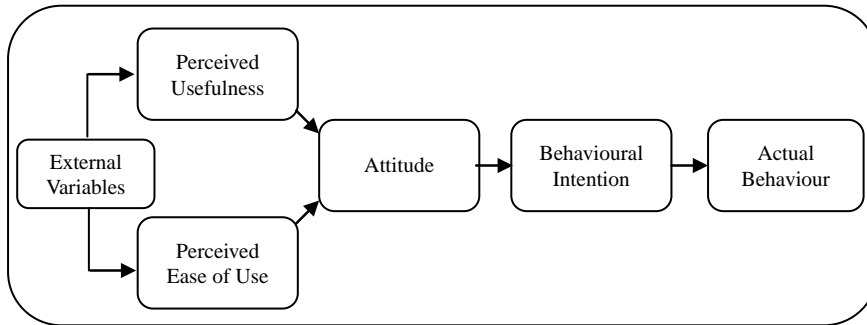 Perceived
Usefulness
External
Variables
Perceived
Ease of Use
Attitude
Behavioural
Intention
Actual
Behaviour